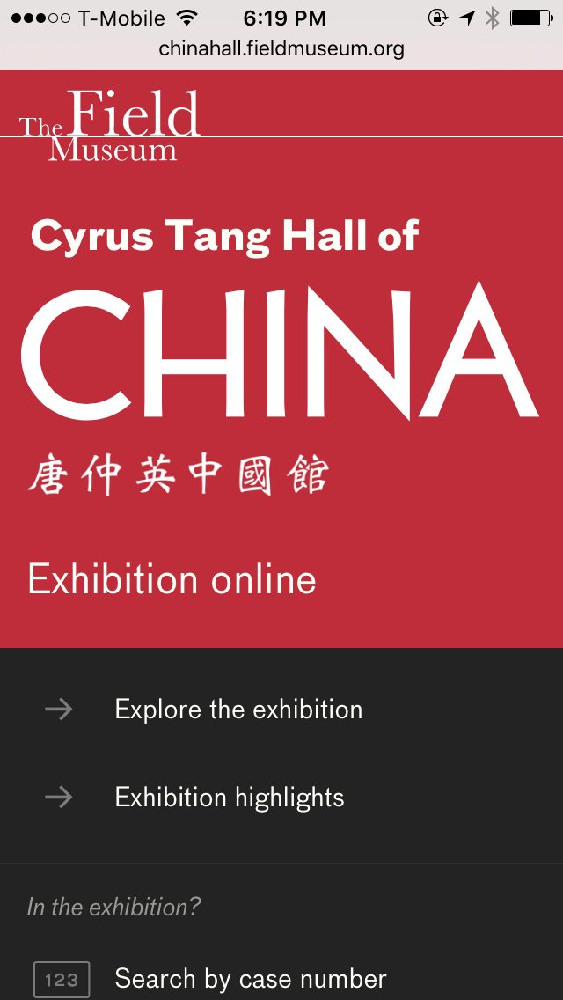 T-Mobile 6:19 PM
chinahall.fieldmuseum.org
The Field
Museum
Cyrus Tang Hall of
CHINA
唐仲英中國館
Exhibition online
Explore the exhibition
Exhibition highlights
In the exhibition?
123 Search by case number